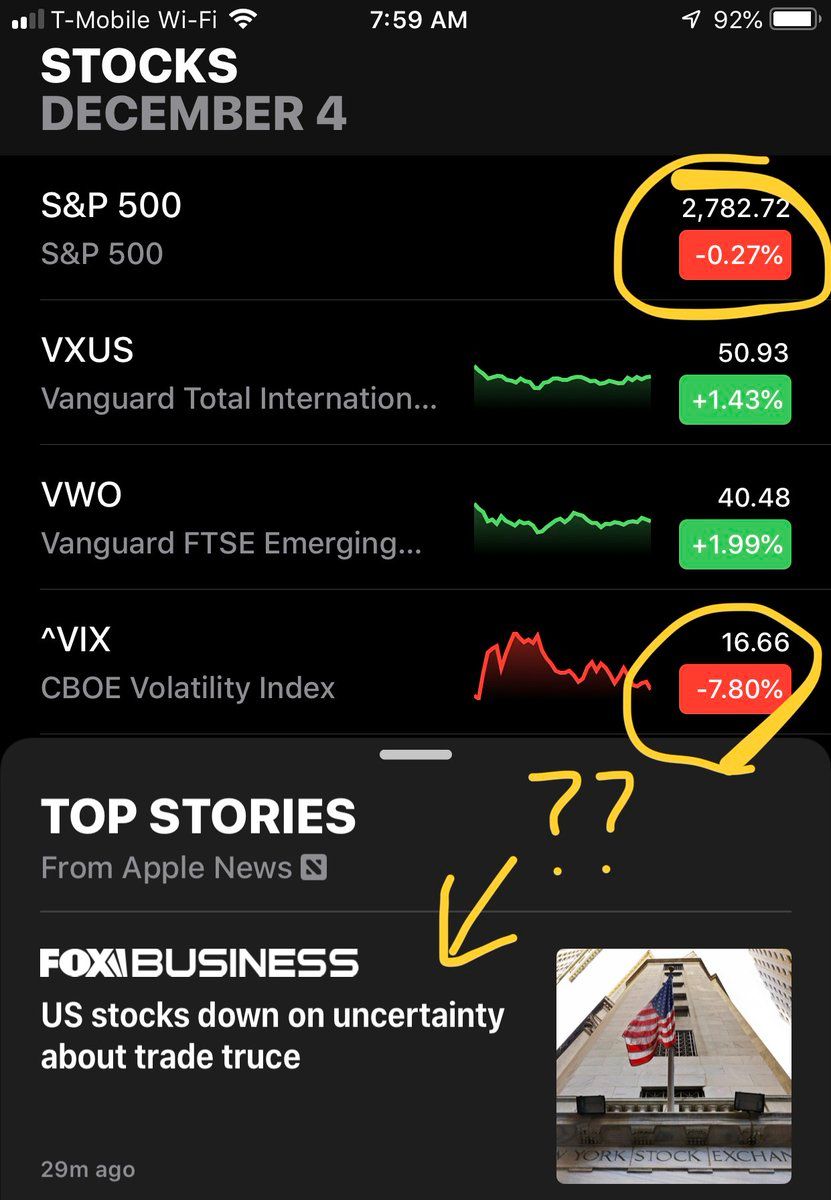 T-Mobile Wi-Fi 7:59 AM 92%
STOCKS
DECEMBER 4
S&P 500 2,782.72
S&P 500 -0.27%
VXUS 50.93
Vanguard Total Internation... +1.43%
VWO 40.48
Vanguard FTSE Emerging... +1.99%
^VIX 16.66
CBOE Volatility Index -7.80%
??
TOP STORIES
From Apple News
FOX BUSINESS
US stocks down on uncertainty
about trade truce
YORK STOCK EXCHAN
29m ago